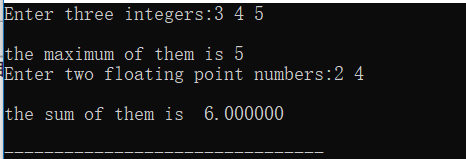 Enter three integers:3 4 5
the maximum of them is 5
Enter two floating point numbers:2 4
the sum of them is  6.000000
--------------------------------